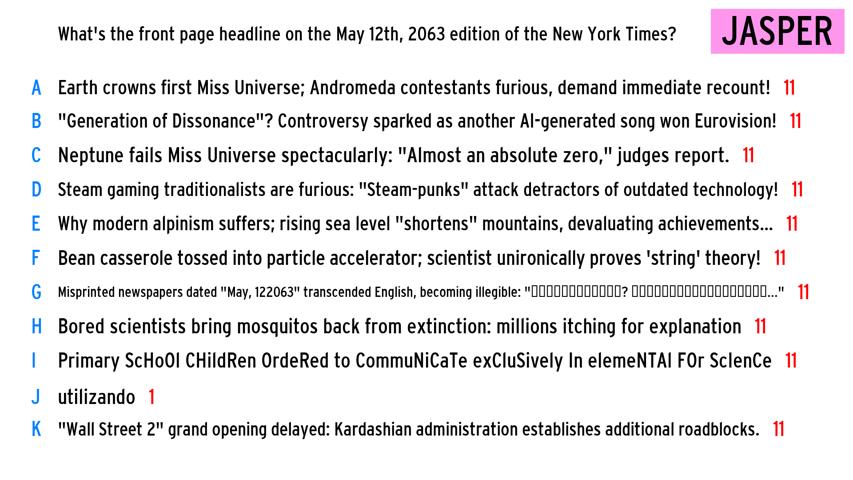 What's the front page headline on the May 12th, 2063 edition of the New York Times?
JASPER
A Earth crowns first Miss Universe; Andromeda contestants furious, demand immediate recount! 11
B "Generation of Dissonance"? Controversy sparked as another AI-generated song won Eurovision! 11
C Neptune fails Miss Universe spectacularly: "Almost an absolute zero," judges report. 11
D Steam gaming traditionalists are furious: "Steam-punks" attack detractors of outdated technology! 11
E Why modern alpinism suffers; rising sea level "shortens" mountains, devaluating achievements... 11
F Bean casserole tossed into particle accelerator; scientist unironically proves 'string' theory! 11
G Misprinted newspapers dated "May, 122063" transcended English, becoming illegible: "▯▯▯▯▯▯▯▯▯▯▯▯▯? ▯▯▯▯▯▯▯▯▯▯▯▯▯▯▯▯▯▯▯..." 11
H Bored scientists bring mosquitos back from extinction: millions itching for explanation 11
I Primary ScHoOl CHildRen OrdeRed to CommuNiCaTe exCluSively In elemeNTAl FOr ScIenCe 11
J utilizando 1
K "Wall Street 2" grand opening delayed: Kardashian administration establishes additional roadblocks. 11